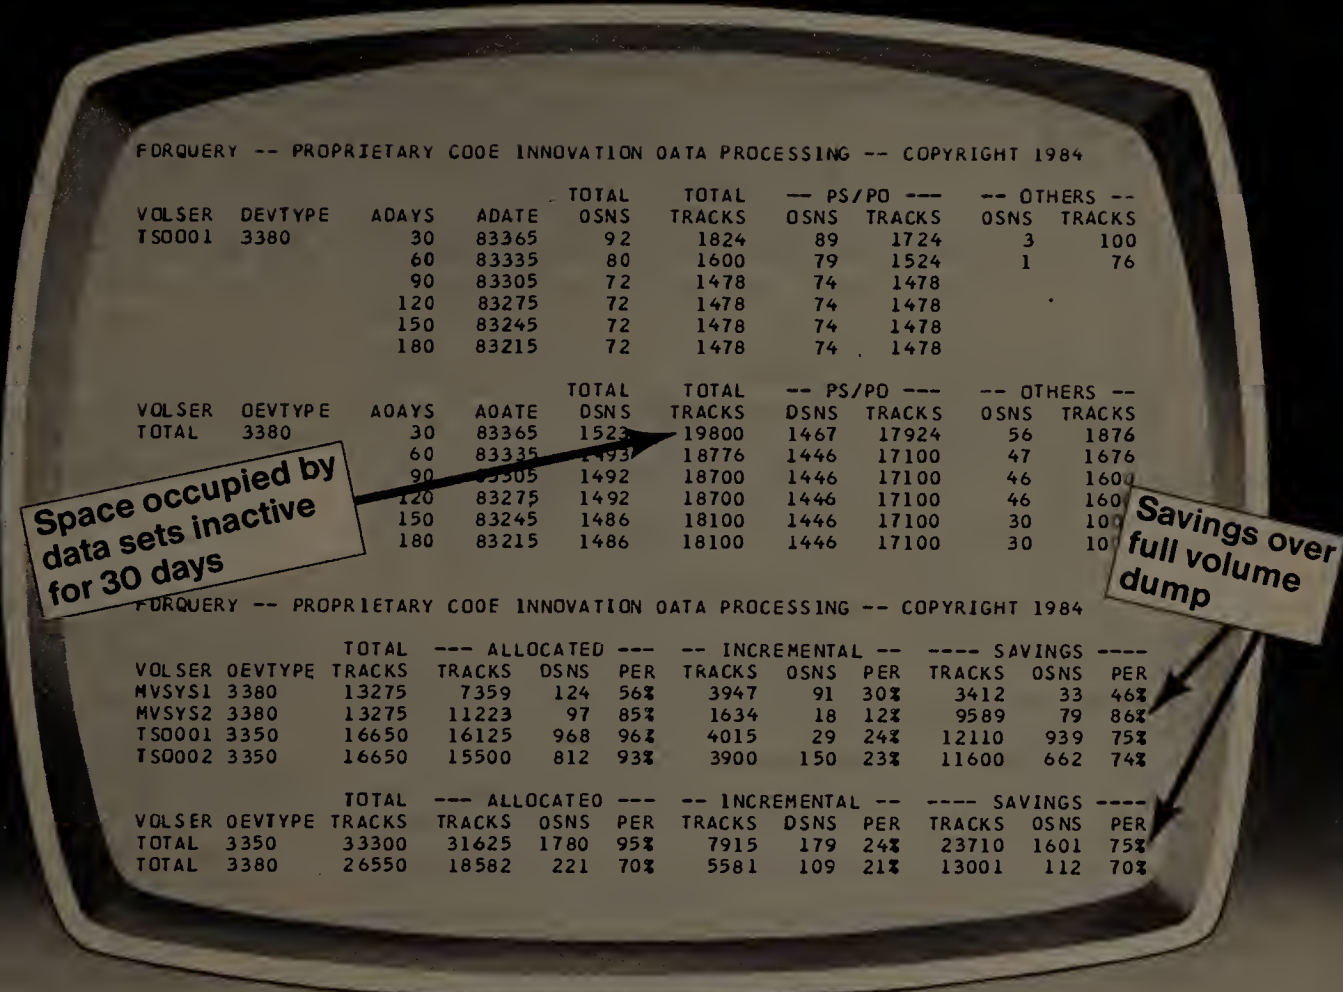 FDRQUERY -- PROPRIETARY CODE INNOVATION DATA PROCESSING -- COPYRIGHT 1984
TOTAL TOTAL -- PS/PO --- -- OTHERS --
VOLSER DEVTYPE ADAYS ADATE DSNS TRACKS DSNS TRACKS DSNS TRACKS
TSO001 3380 30 83365 92 1824 89 1724 3 100
60 83335 80 1600 79 1524 1 76
90 83305 72 1478 74 1478
120 83275 72 1478 74 1478
150 83245 72 1478 74 1478
180 83215 72 1478 74 1478
TOTAL TOTAL -- PS/PO --- -- OTHERS --
VOLSER DEVTYPE ADAYS ADATE DSNS TRACKS DSNS TRACKS DSNS TRACKS
TOTAL 3380 30 83365 1523 19800 1467 17924 56 1876
60 83335 1493 18776 1446 17100 47 1676
90 83305 1492 18700 1446 17100 46 1600
120 83275 1492 18700 1446 17100 46
150 83245 1486 18100 1446 17100 30
180 83215 1486 18100 1446 17100 30
Space occupied by
data sets inactive
for 30 days
Savings over
full volume
dump
FDRQUERY -- PROPRIETARY CODE INNOVATION DATA PROCESSING -- COPYRIGHT 1984
TOTAL --- ALLOCATED --- -- INCREMENTAL -- ---- SAVINGS ----
VOLSER DEVTYPE TRACKS TRACKS DSNS PER TRACKS DSNS PER TRACKS DSNS PER
MVSYS1 3380 13275 7359 124 56% 3947 91 30% 3412 33 46%
MVSYS2 3380 13275 11223 97 85% 1634 18 12% 9589 79 86%
TSO001 3350 16650 16125 968 96% 4015 29 24% 12110 939 75%
TSO002 3350 16650 15500 812 93% 3900 150 23% 11600 662 74%
TOTAL --- ALLOCATED --- -- INCREMENTAL -- ---- SAVINGS ----
VOLSER DEVTYPE TRACKS TRACKS DSNS PER TRACKS DSNS PER TRACKS DSNS PER
TOTAL 3350 33300 31625 1780 95% 7915 179 24% 23710 1601 75%
TOTAL 3380 26550 18582 221 70% 5581 109 21% 13001 112 70%